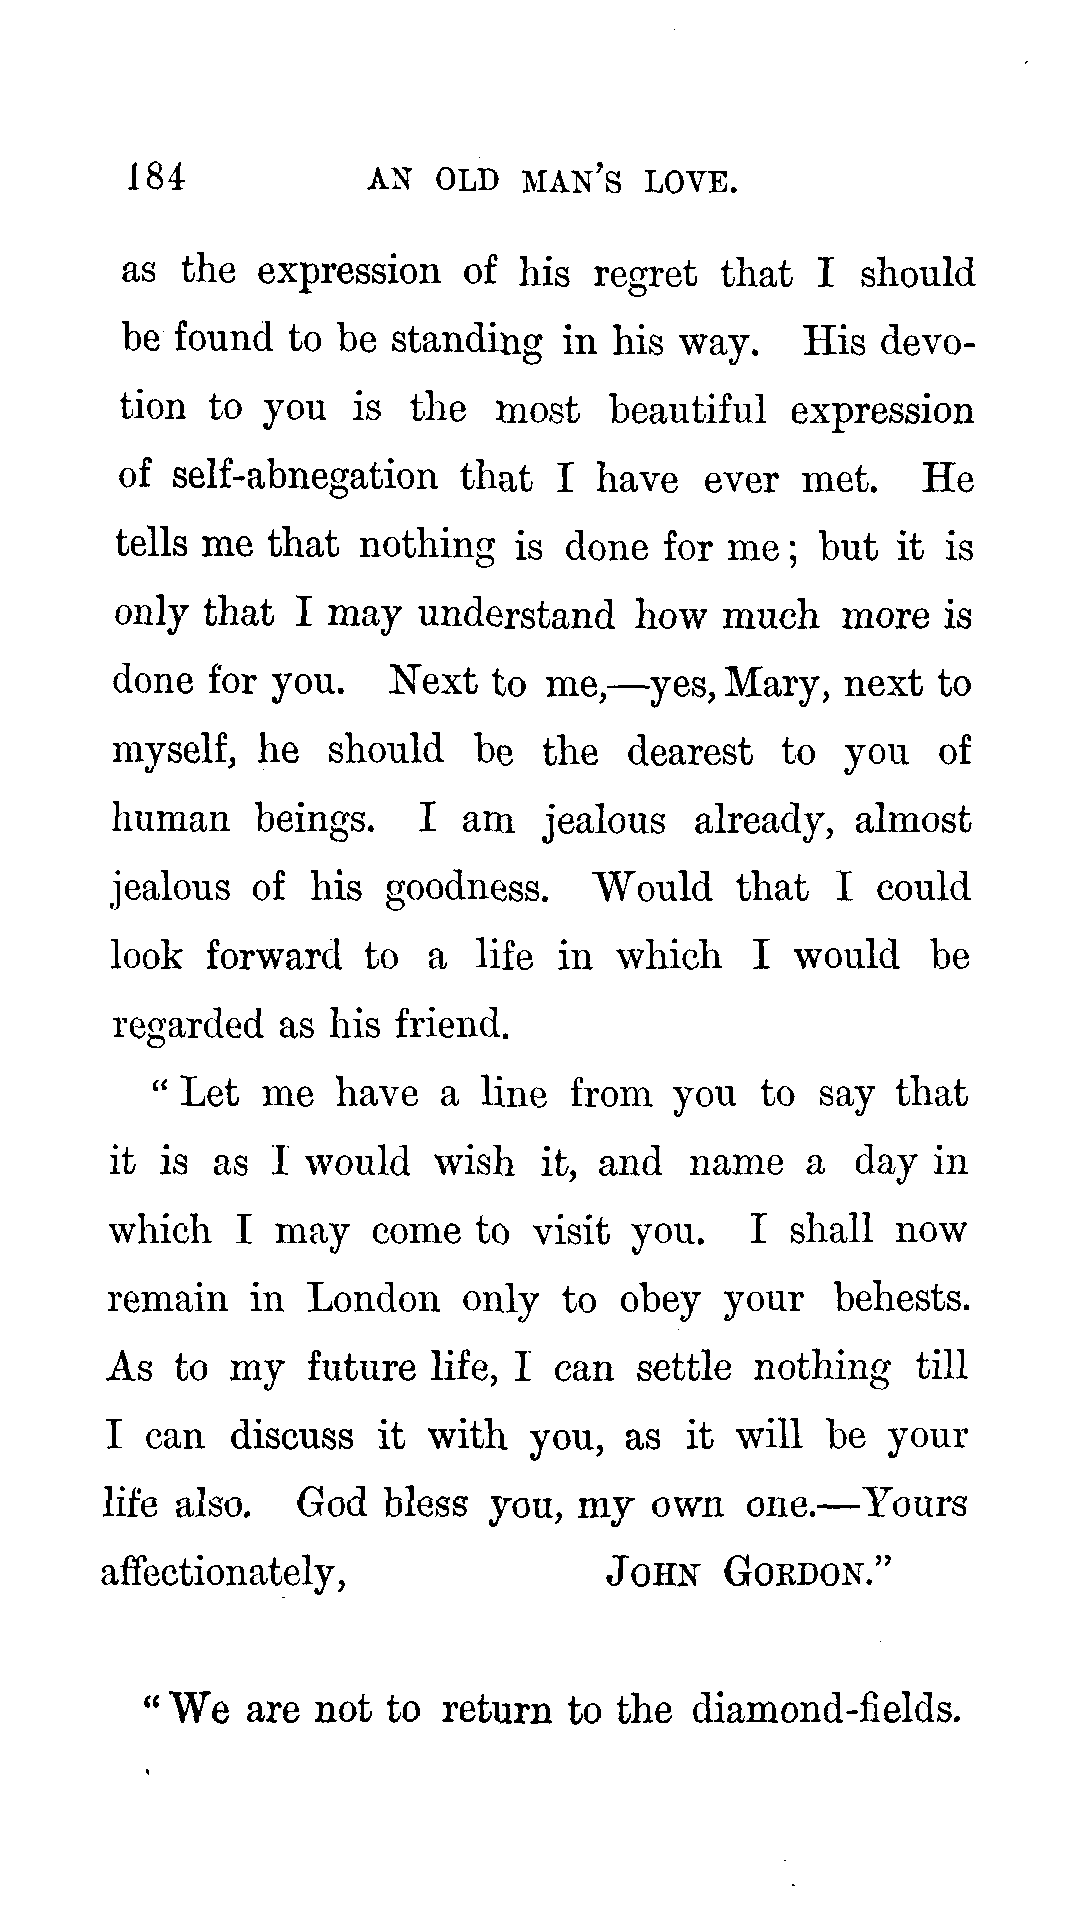 184 AN OLD MAN'S LOVE.
as the expression of his regret that I should
be found to be standing in his way. His devo-
tion to you is the most beautiful expression
of self-abnegation that I have ever met. He
tells me that nothing is done for me; but it is
only that I may understand how much more is
done for you. Next to me,—yes, Mary, next to
myself, he should be the dearest to you of
human beings. I am jealous already, almost
jealous of his goodness. Would that I could
look forward to a life in which I would be
regarded as his friend.
"Let me have a line from you to say that
it is as I would wish it, and name a day in
which I may come to visit you. I shall now
remain in London only to obey your behests.
As to my future life, I can settle nothing till
I can discuss it with you, as it will be your
life also. God bless you, my own one.—Yours
affectionately, JOHN GORDON."
"We are not to return to the diamond-fields.